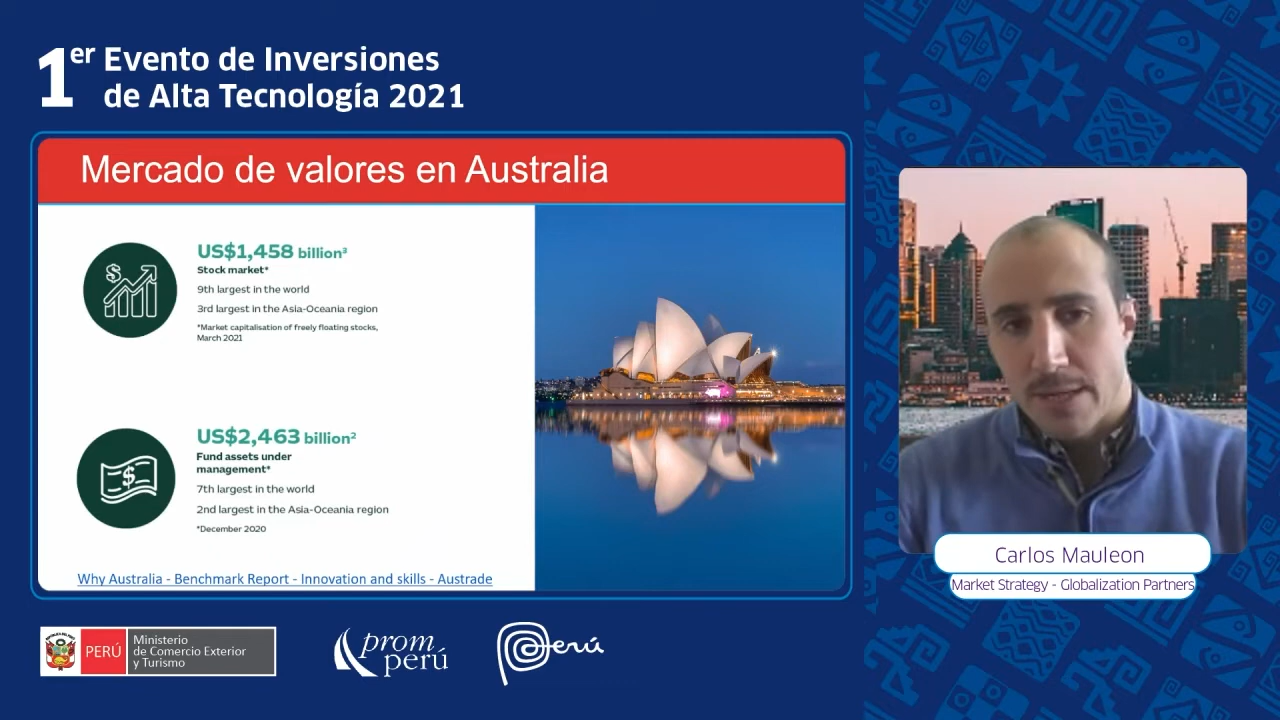 1er Evento de Inversiones
de Alta Tecnología 2021
Mercado de valores en Australia
US$1,458 billion³
Stock market*
9th largest in the world
3rd largest in the Asia-Oceania region
*Market capitalisation of freely floating stocks,
March 2021
US$2,463 billion²
Fund assets under
management*
7th largest in the world
2nd largest in the Asia-Oceania region
*December 2020
Why Australia - Benchmark Report - Innovation and skills - Austrade
Carlos Mauleon
Market Strategy - Globalization Partners
PERÚ
Ministerio
de Comercio Exterior
y Turismo
prom
perú
Perú